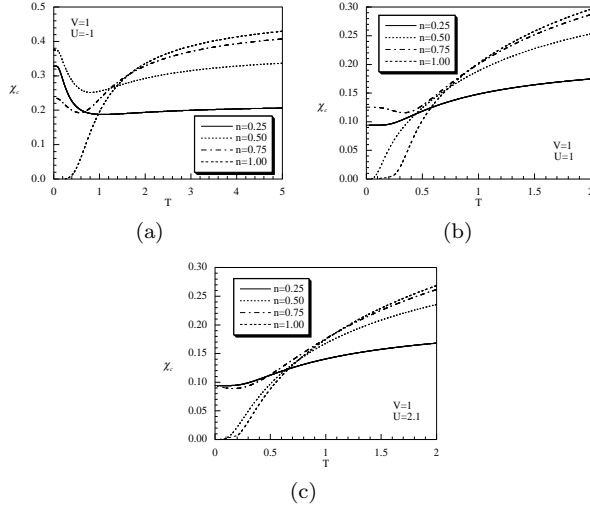 V=1
U=-1
0.5
0.4
0.3
0.2
0.1
0.0
χc
n=0.25
n=0.50
n=0.75
n=1.00
0 1 2 3 4 5
T
(a)
0.30
0.25
0.20
0.15
0.10
0.05
0.00
χc
n=0.25
n=0.50
n=0.75
n=1.00
V=1
U=1
0 0.5 1 1.5 2
T
(b)
0.30
0.25
0.20
0.15
0.10
0.05
0.00
χc
n=0.25
n=0.50
n=0.75
n=1.00
V=1
U=2.1
0 0.5 1 1.5 2
T
(c)